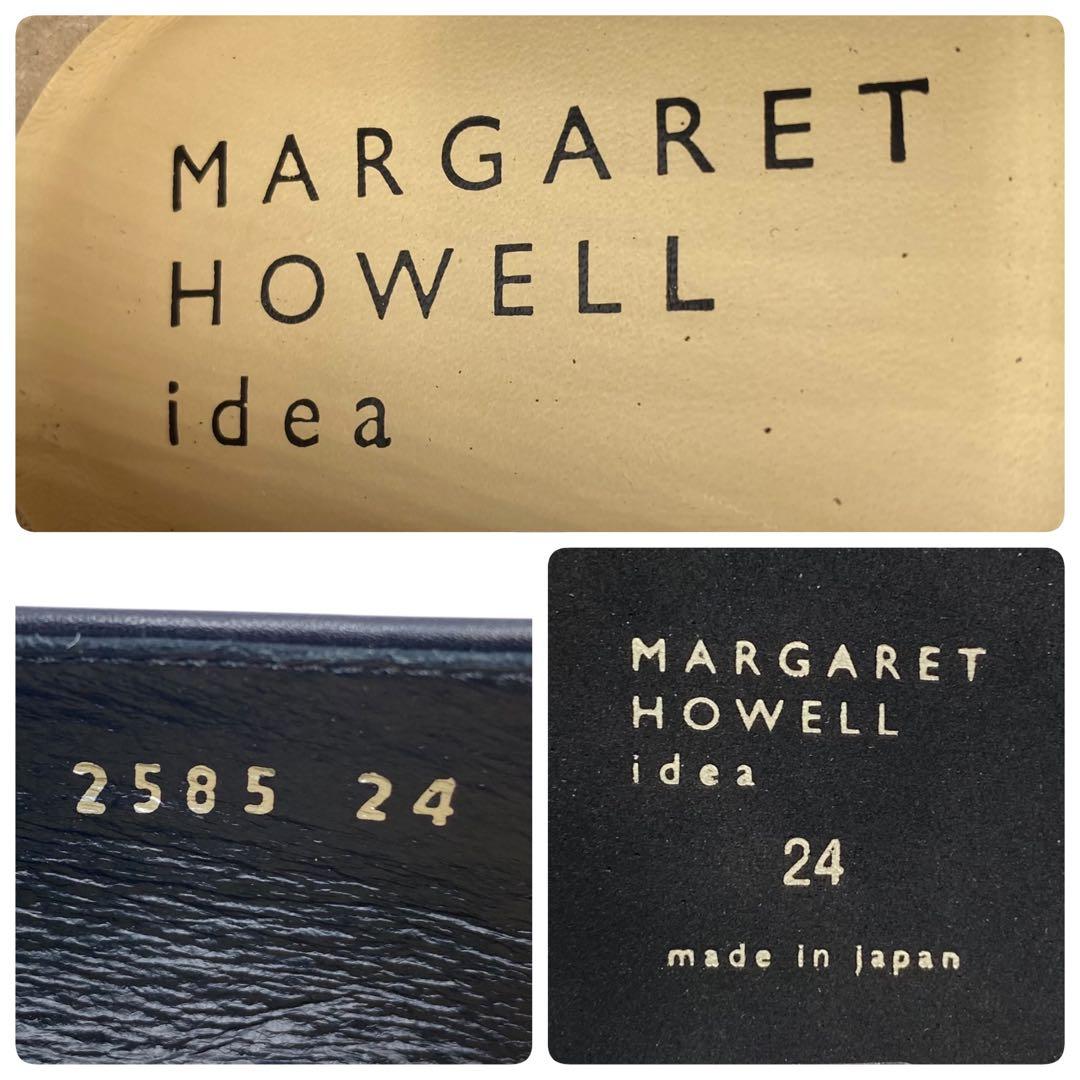 MARGARET
HOWELL
idea
2585 24
MARGARET
HOWELL
idea
24
made in japan